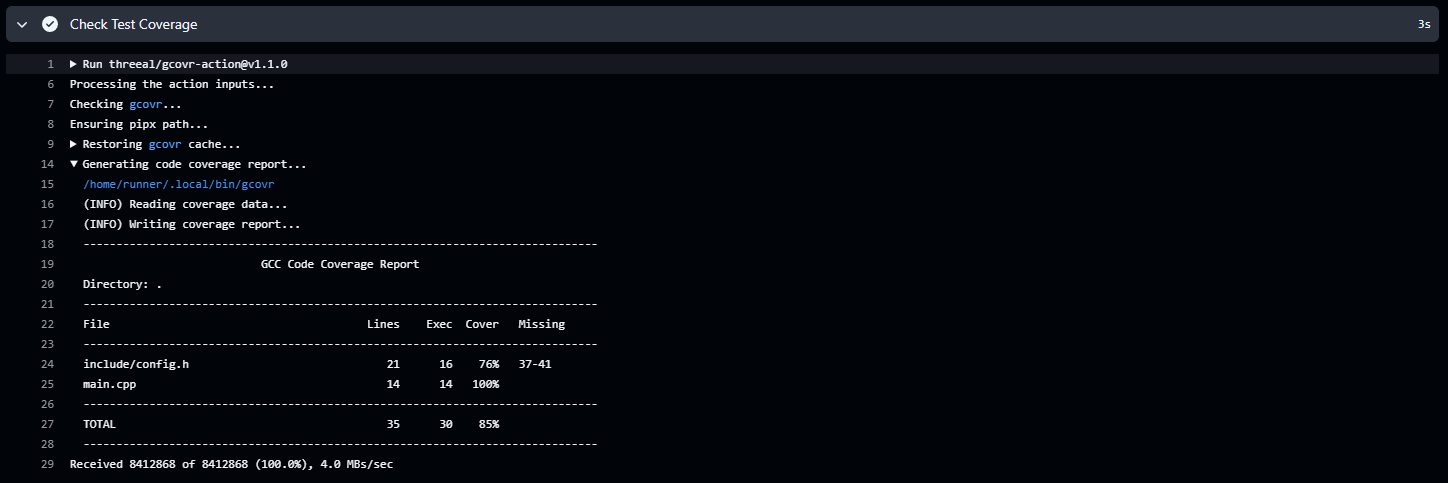 Check Test Coverage 3s
1 Run threeal/gcovr-action@v1.1.0
6 Processing the action inputs...
7 Checking gcovr...
8 Ensuring pipx path...
9 Restoring gcovr cache...
14 Generating code coverage report...
15 /home/runner/.local/bin/gcovr
16 (INFO) Reading coverage data...
17 (INFO) Writing coverage report...
18 ------------------------------------------------------------------------------
19 GCC Code Coverage Report
20 Directory: .
21 ------------------------------------------------------------------------------
22 File Lines Exec Cover Missing
23 ------------------------------------------------------------------------------
24 include/config.h 21 16 76% 37-41
25 main.cpp 14 14 100%
26 ------------------------------------------------------------------------------
27 TOTAL 35 30 85%
28 ------------------------------------------------------------------------------
29 Received 8412868 of 8412868 (100.0%), 4.0 MBs/sec